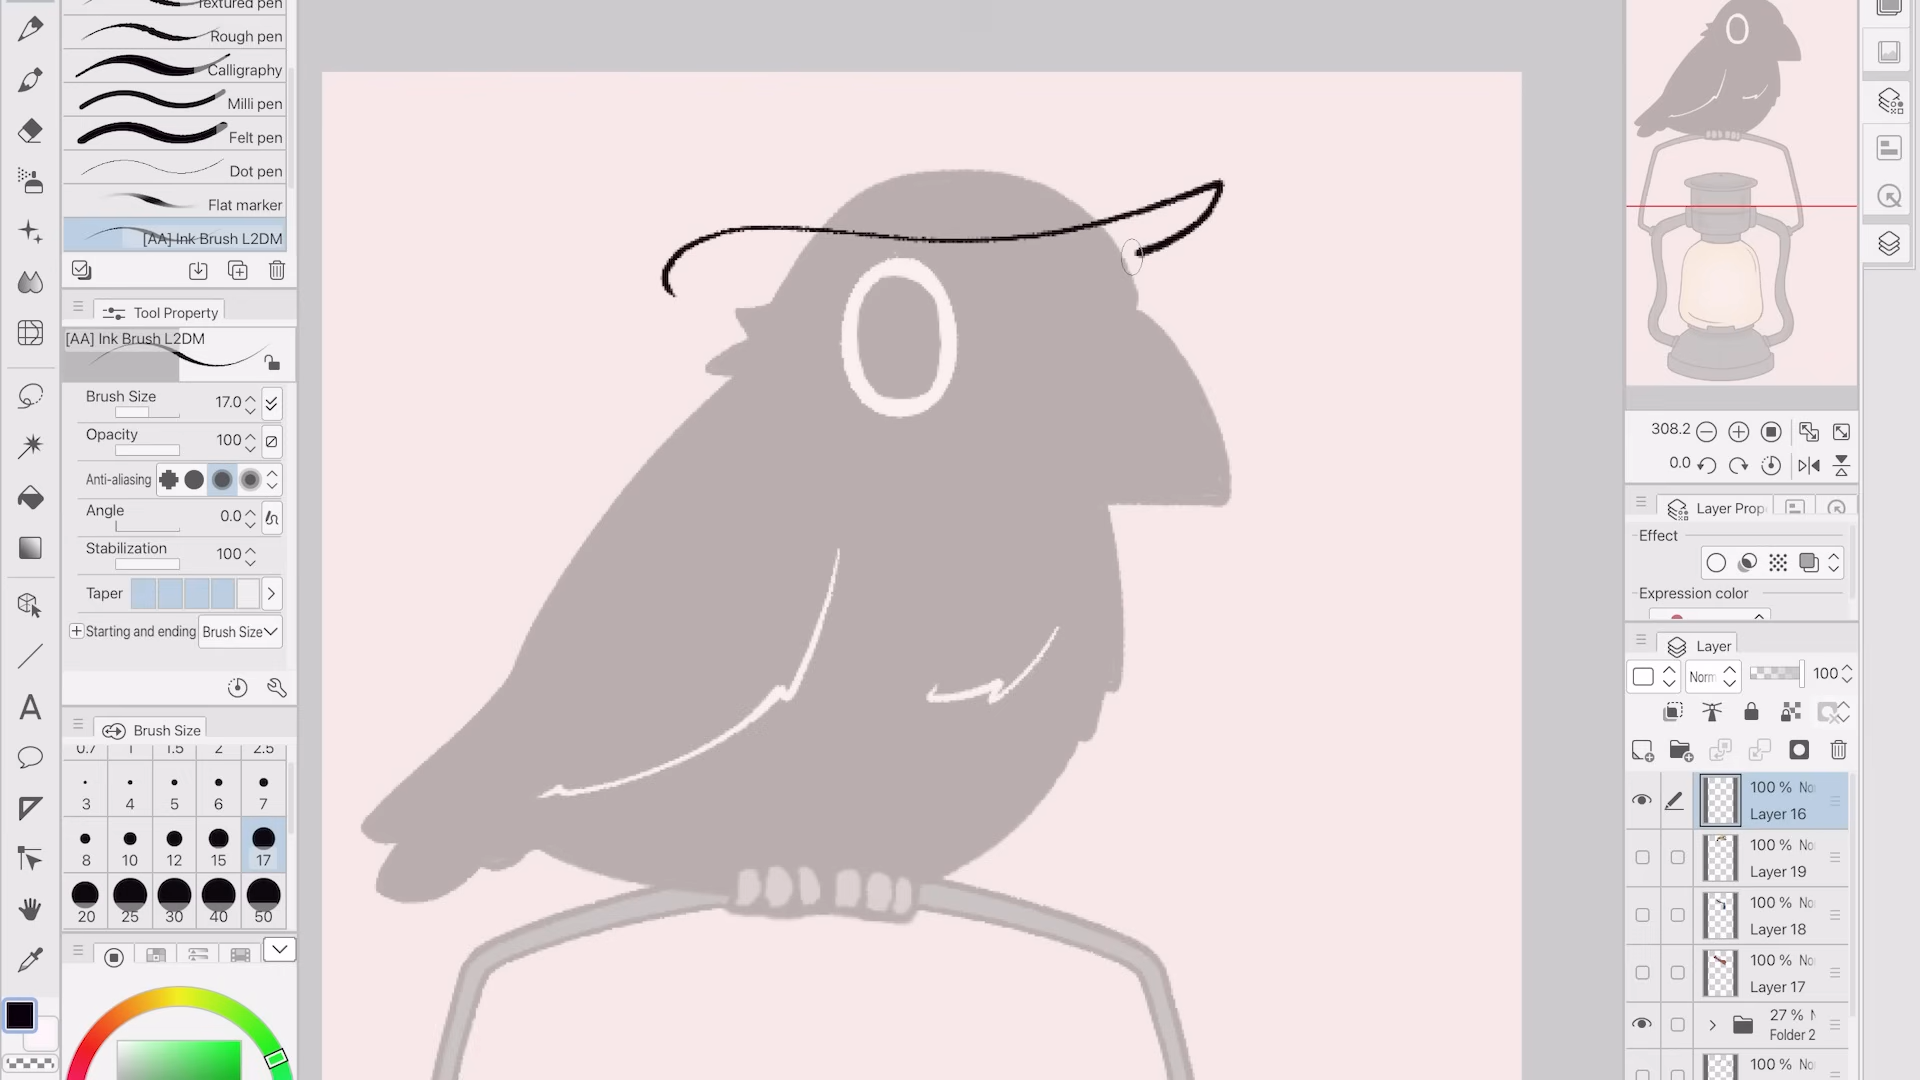 Textured pen
Rough pen
Calligraphy
Milli pen
Felt pen
Dot pen
Flat marker
[AA] Ink Brush L2DM
Tool Property
[AA] Ink Brush L2DM
Brush Size 17.0
Opacity 100
Anti-aliasing
Angle 0.0
Stabilization 100
Taper
Starting and ending Brush Size
Brush Size
0.7 1 1.5 2 2.5
3 4 5 6 7
8 10 12 15 17
20 25 30 40 50
308.2
0.0
Layer Prop
Effect
Expression color
Layer
Norm 100
100 % No
Layer 16
100 % No
Layer 19
100 % No
Layer 18
100 % No
Layer 17
27 % N
Folder 2
100 % No